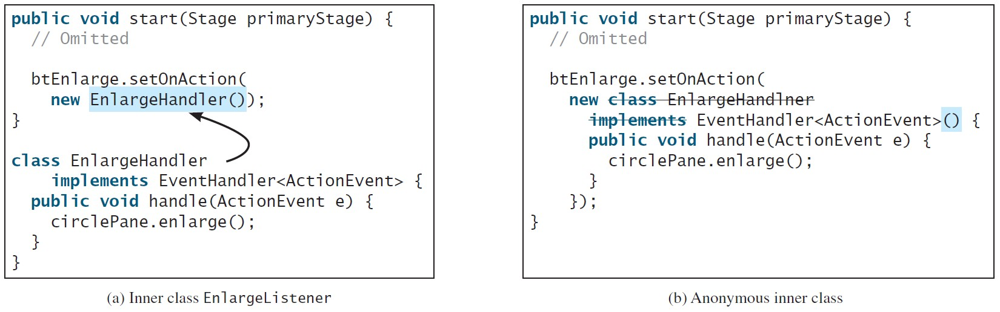 public void start(Stage primaryStage) {
// Omitted
btEnlarge.setOnAction(
new EnlargeHandler());
}
class EnlargeHandler
implements EventHandler<ActionEvent> {
public void handle(ActionEvent e) {
circlePane.enlarge();
}
}
(a) Inner class EnlargeListener
public void start(Stage primaryStage) {
// Omitted
btEnlarge.setOnAction(
new class EnlargeHandlner
implements EventHandler<ActionEvent>() {
public void handle(ActionEvent e) {
circlePane.enlarge();
}
});
}
(b) Anonymous inner class